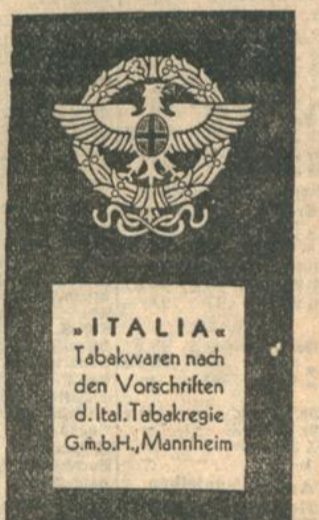 »ITALIA«
Tabakwaren nach
den Vorschriften
d. Ital. Tabakregie
G.m.b.H., Mannheim